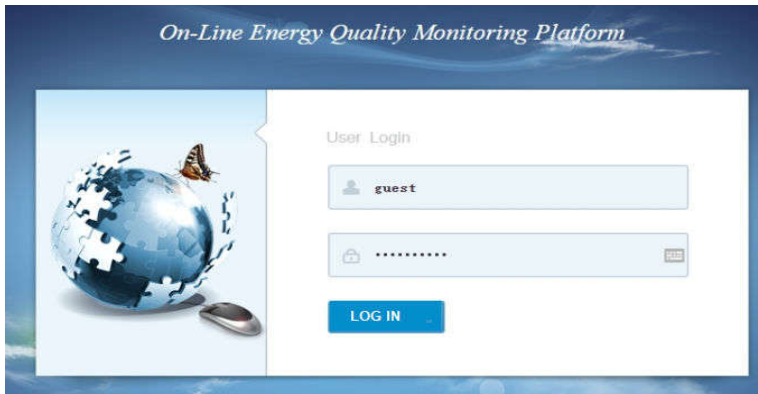 On-Line Energy Quality Monitoring Platform
User Login
guest
••••••••••
LOG IN